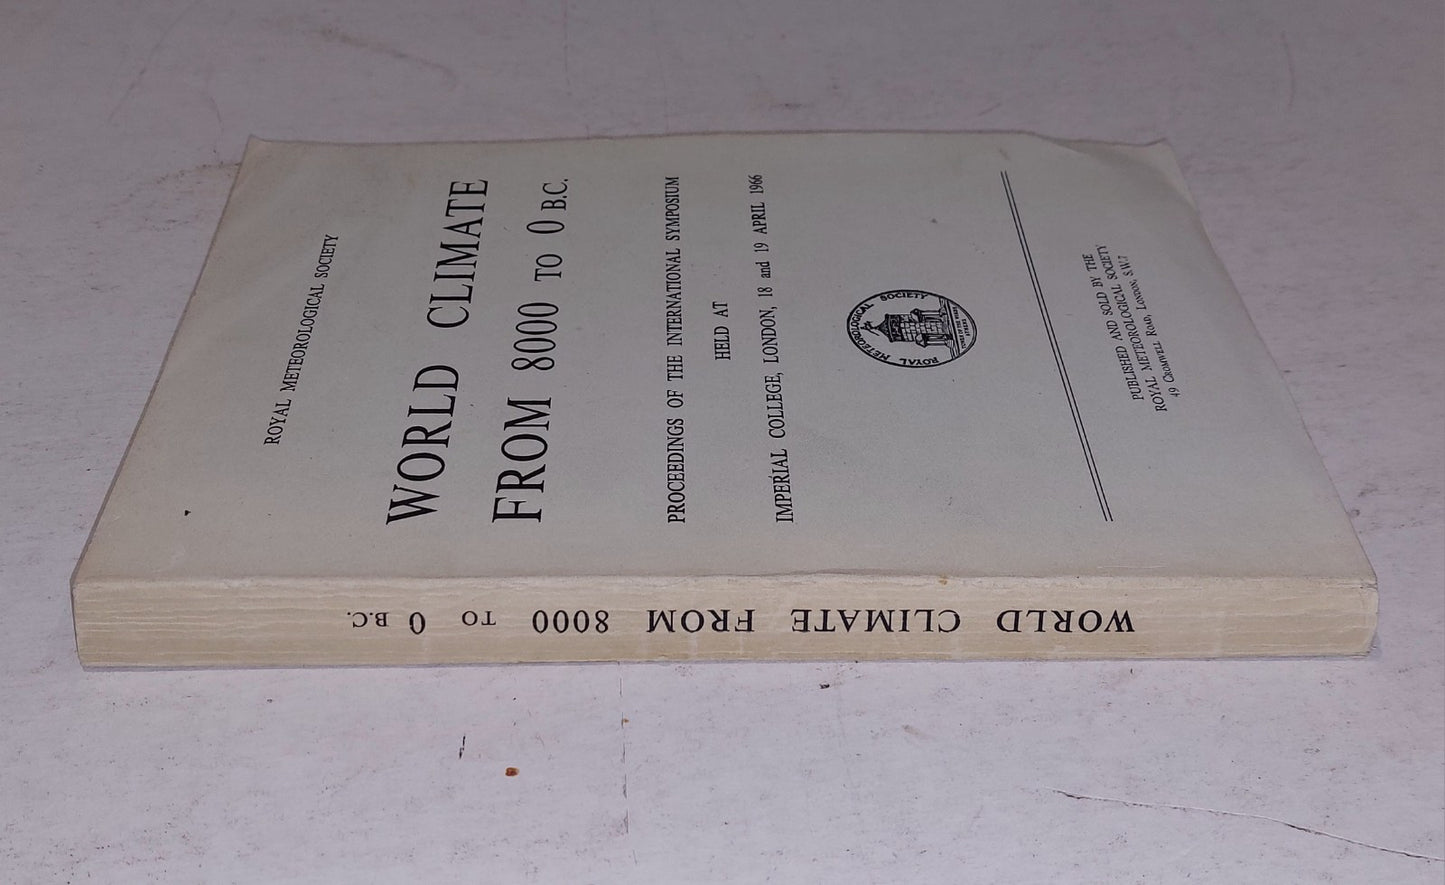 ROYAL METEOROLOGICAL SOCIETY
WORLD CLIMATE
FROM 8000 TO 0 B.C.
PROCEEDINGS OF THE INTERNATIONAL SYMPOSIUM
HELD AT
IMPERIAL COLLEGE, LONDON, 18 and 19 APRIL 1966
ROYAL METEOROLOGICAL SOCIETY
PUBLISHED AND SOLD BY THE
ROYAL METEOROLOGICAL SOCIETY
49 CROMWELL ROAD, LONDON, S.W.7
WORLD CLIMATE FROM 8000 TO 0 B.C.